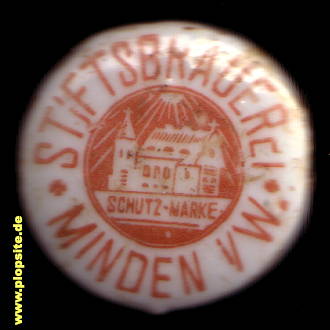 STIFTSBRAUEREI
SCHUTZ-MARKE
* MINDEN i/W. *
www.plopsite.de